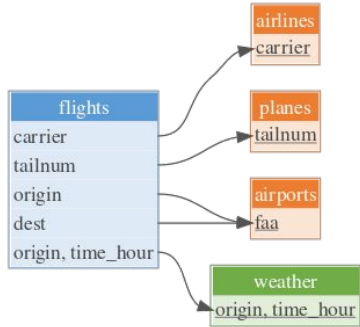 flights
carrier
tailnum
origin
dest
origin, time_hour
airlines
carrier
planes
tailnum
airports
faa
weather
origin, time_hour